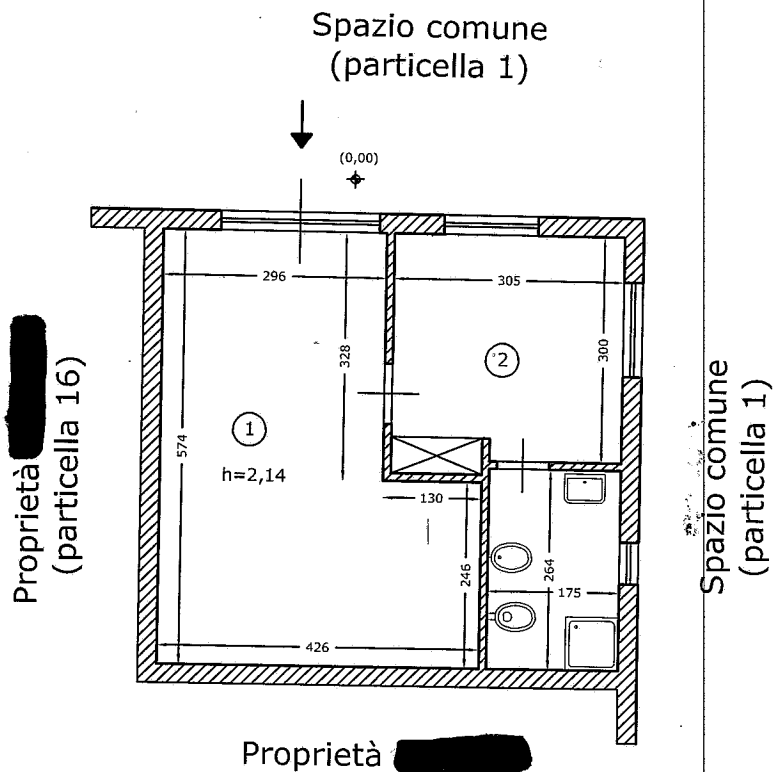 Spazio comune
(particella 1)
(0,00)
296
305
328
300
2
1
574
h=2,14
130
246
264
175
426
Proprietà
(particella 16)
Spazio comune
(particella 1)
Proprietà